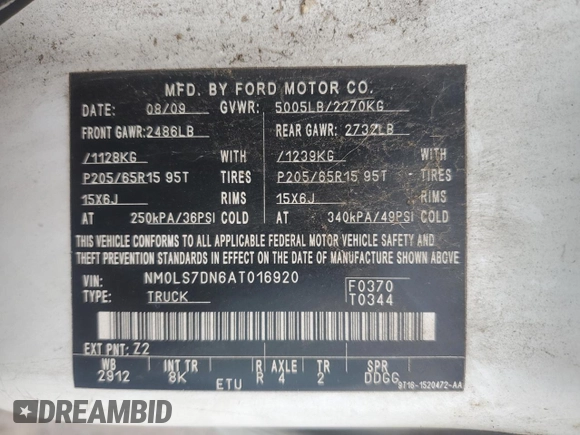 MFD. BY FORD MOTOR CO.
DATE: 08/09 GVWR: 5005LB/2270KG
FRONT GAWR: 2486LB REAR GAWR: 2732LB
/1128KG WITH /1239KG WITH
P205/65R15 95T TIRES P205/65R15 95T TIRES
15X6J RIMS 15X6J RIMS
AT 250kPA/36PSI COLD AT 340kPA/49PSI COLD
THIS VEHICLE CONFORMS TO ALL APPLICABLE FEDERAL MOTOR VEHICLE SAFETY AND
THEFT PREVENTION STANDARDS IN EFFECT ON THE DATE OF MANUFACTURE SHOWN ABOVE
VIN: NM0LS7DN6AT016920 F0370
TYPE: TRUCK T0344
EXT PNT: Z2
WB INT TR R AXLE TR SPR
2912 8K R 4 2 DDGG
ETU 9T16-1520472-AA
DREAMBID